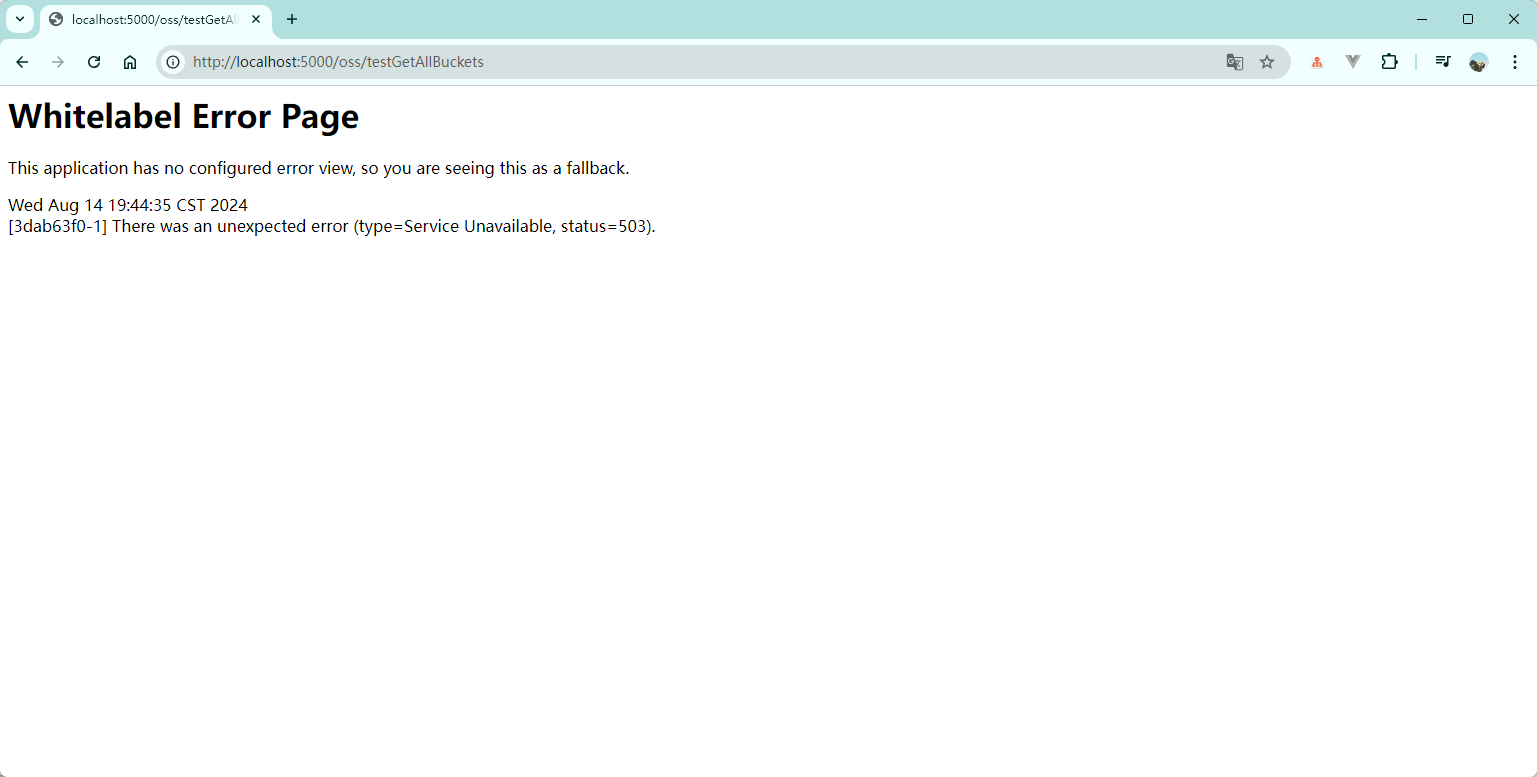 localhost:5000/oss/testGetAl
http://localhost:5000/oss/testGetAllBuckets
Whitelabel Error Page
This application has no configured error view, so you are seeing this as a fallback.
Wed Aug 14 19:44:35 CST 2024
[3dab63f0-1] There was an unexpected error (type=Service Unavailable, status=503).